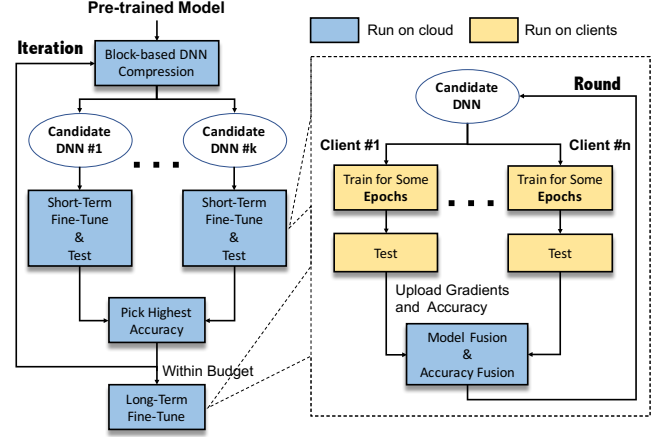 Pre-trained Model
Iteration
Block-based DNN
Compression
Candidate
DNN #1
Candidate
DNN #k
Short-Term
Fine-Tune
&
Test
Short-Term
Fine-Tune
&
Test
Pick Highest
Accuracy
Within Budget
Long-Term
Fine-Tune
Run on cloud
Run on clients
Candidate
DNN
Round
Client #1
Client #n
Train for Some
Epochs
Train for Some
Epochs
Test
Test
Upload Gradients
and Accuracy
Model Fusion
&
Accuracy Fusion